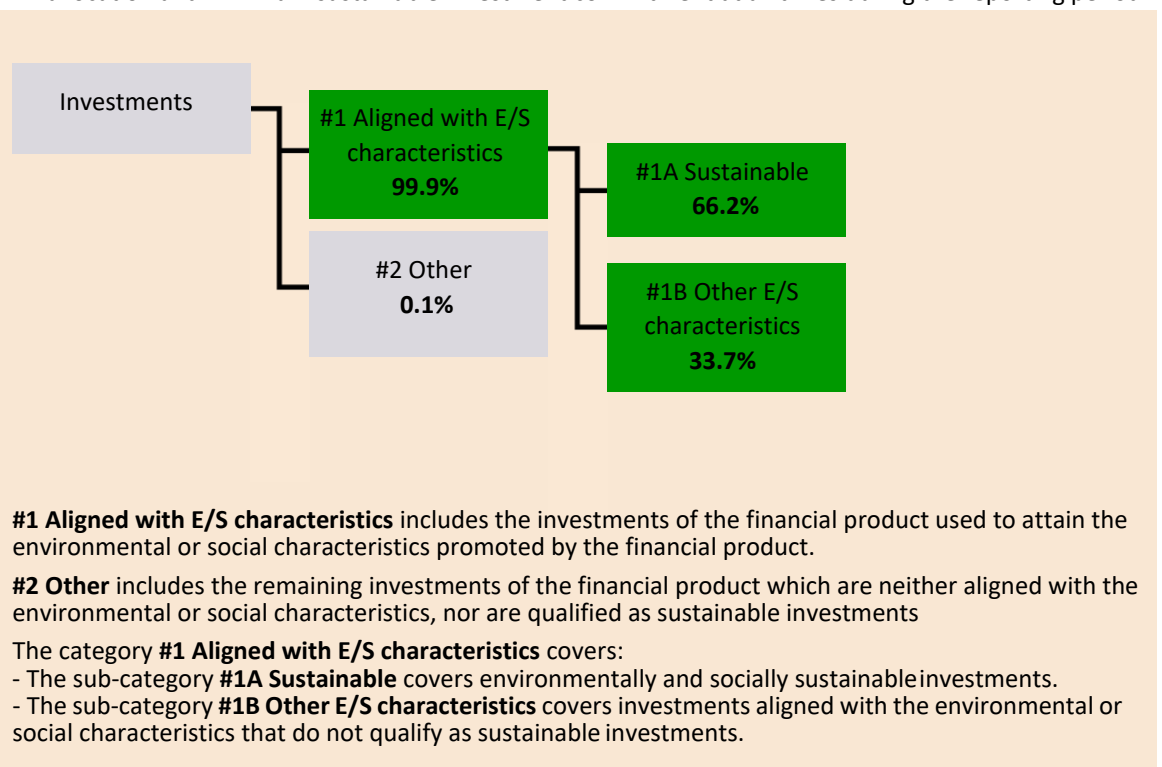 Investments
#1 Aligned with E/S
characteristics
99.9%
#1A Sustainable
66.2%
#2 Other
0.1%
#1B Other E/S
characteristics
33.7%
#1 Aligned with E/S characteristics includes the investments of the financial product used to attain the
environmental or social characteristics promoted by the financial product.
#2 Other includes the remaining investments of the financial product which are neither aligned with the
environmental or social characteristics, nor are qualified as sustainable investments
The category #1 Aligned with E/S characteristics covers:
- The sub-category #1A Sustainable covers environmentally and socially sustainable investments.
- The sub-category #1B Other E/S characteristics covers investments aligned with the environmental or
social characteristics that do not qualify as sustainable investments.